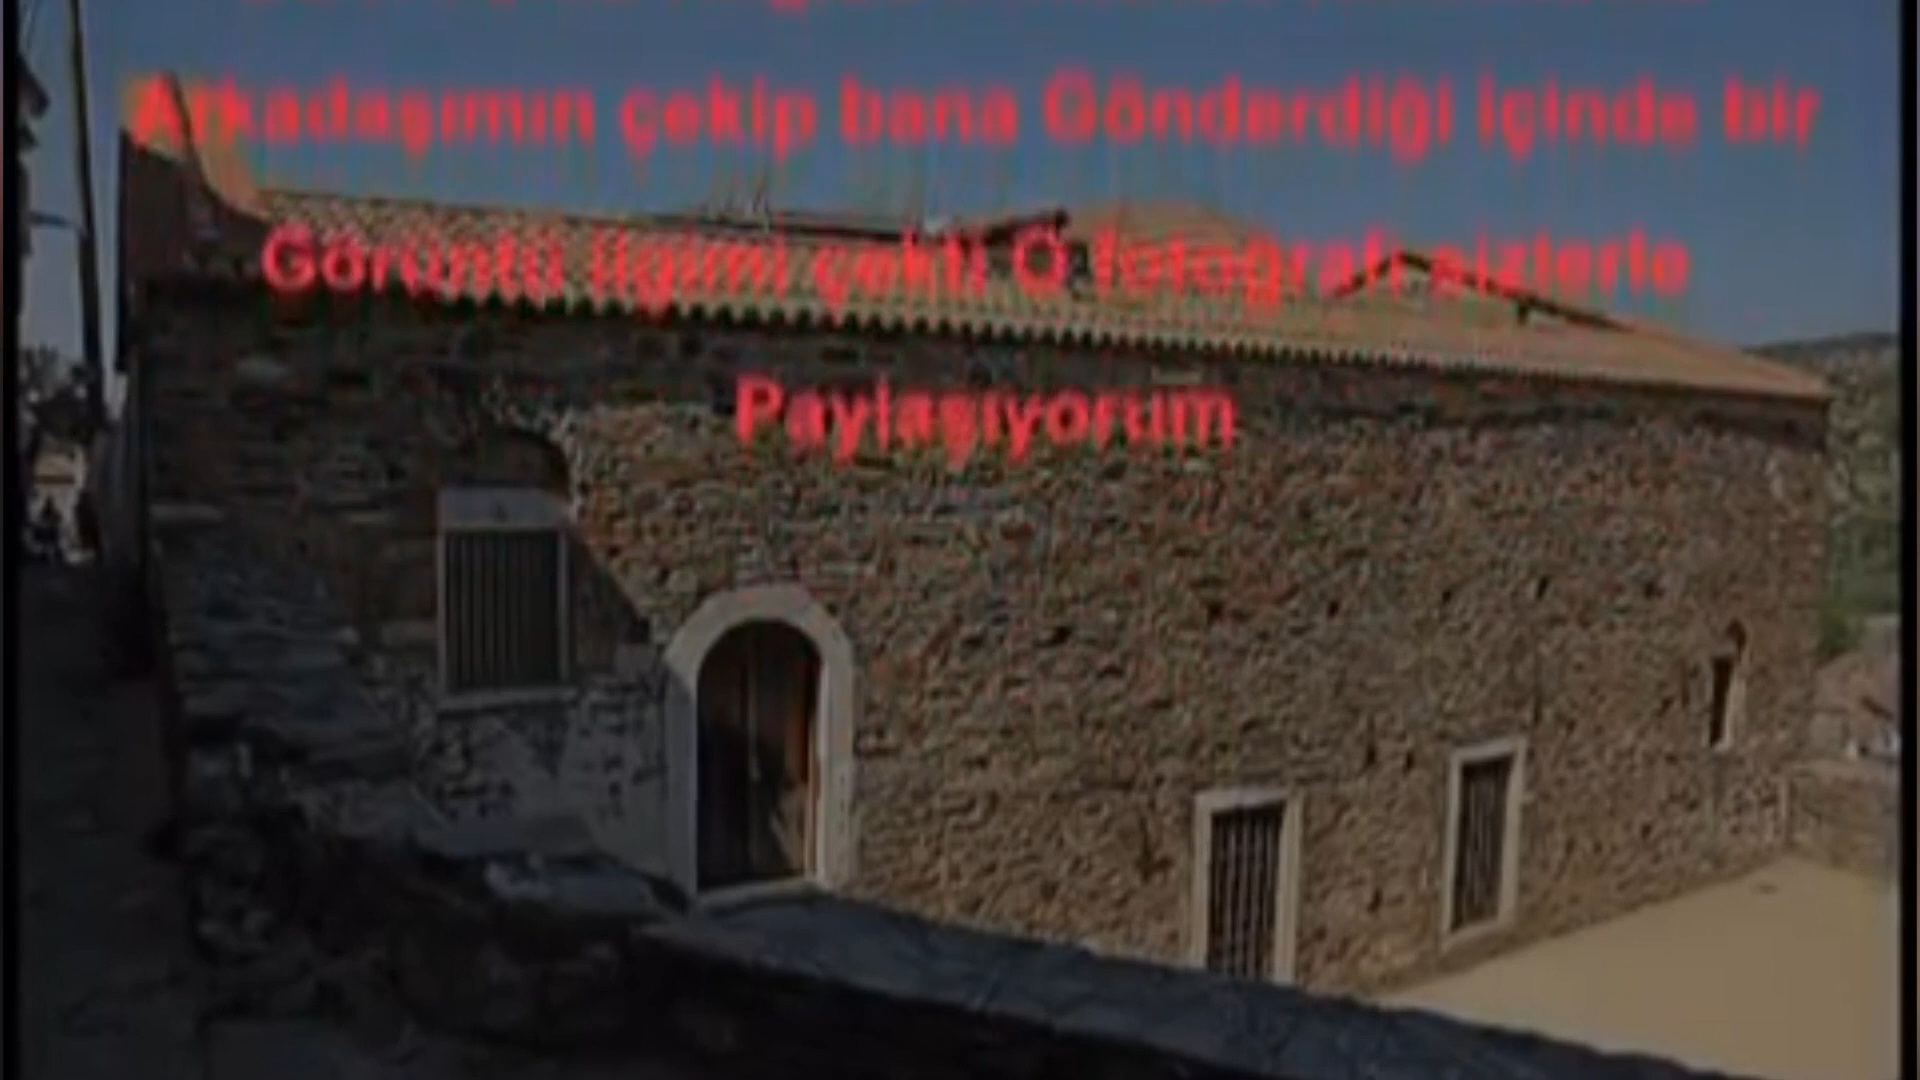 Arkadaşımın çekip bana Gönderdiği İçinde bir
Görüntü ilgimi çekti O fotoğrafı sizlerle
Paylaşıyorum